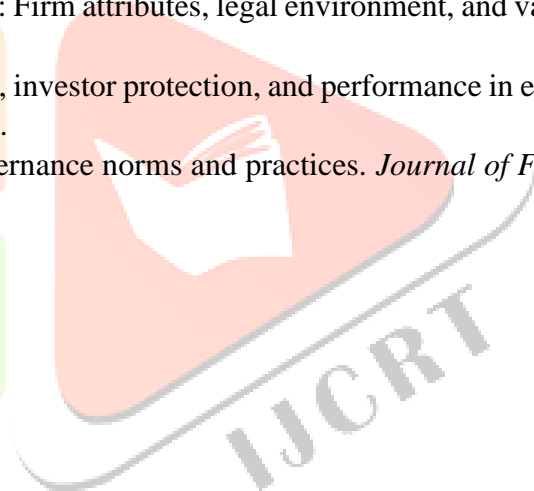 : Firm attributes, legal environment, and va
, investor protection, and performance in e
.
ernance norms and practices. Journal of F
IJCRT